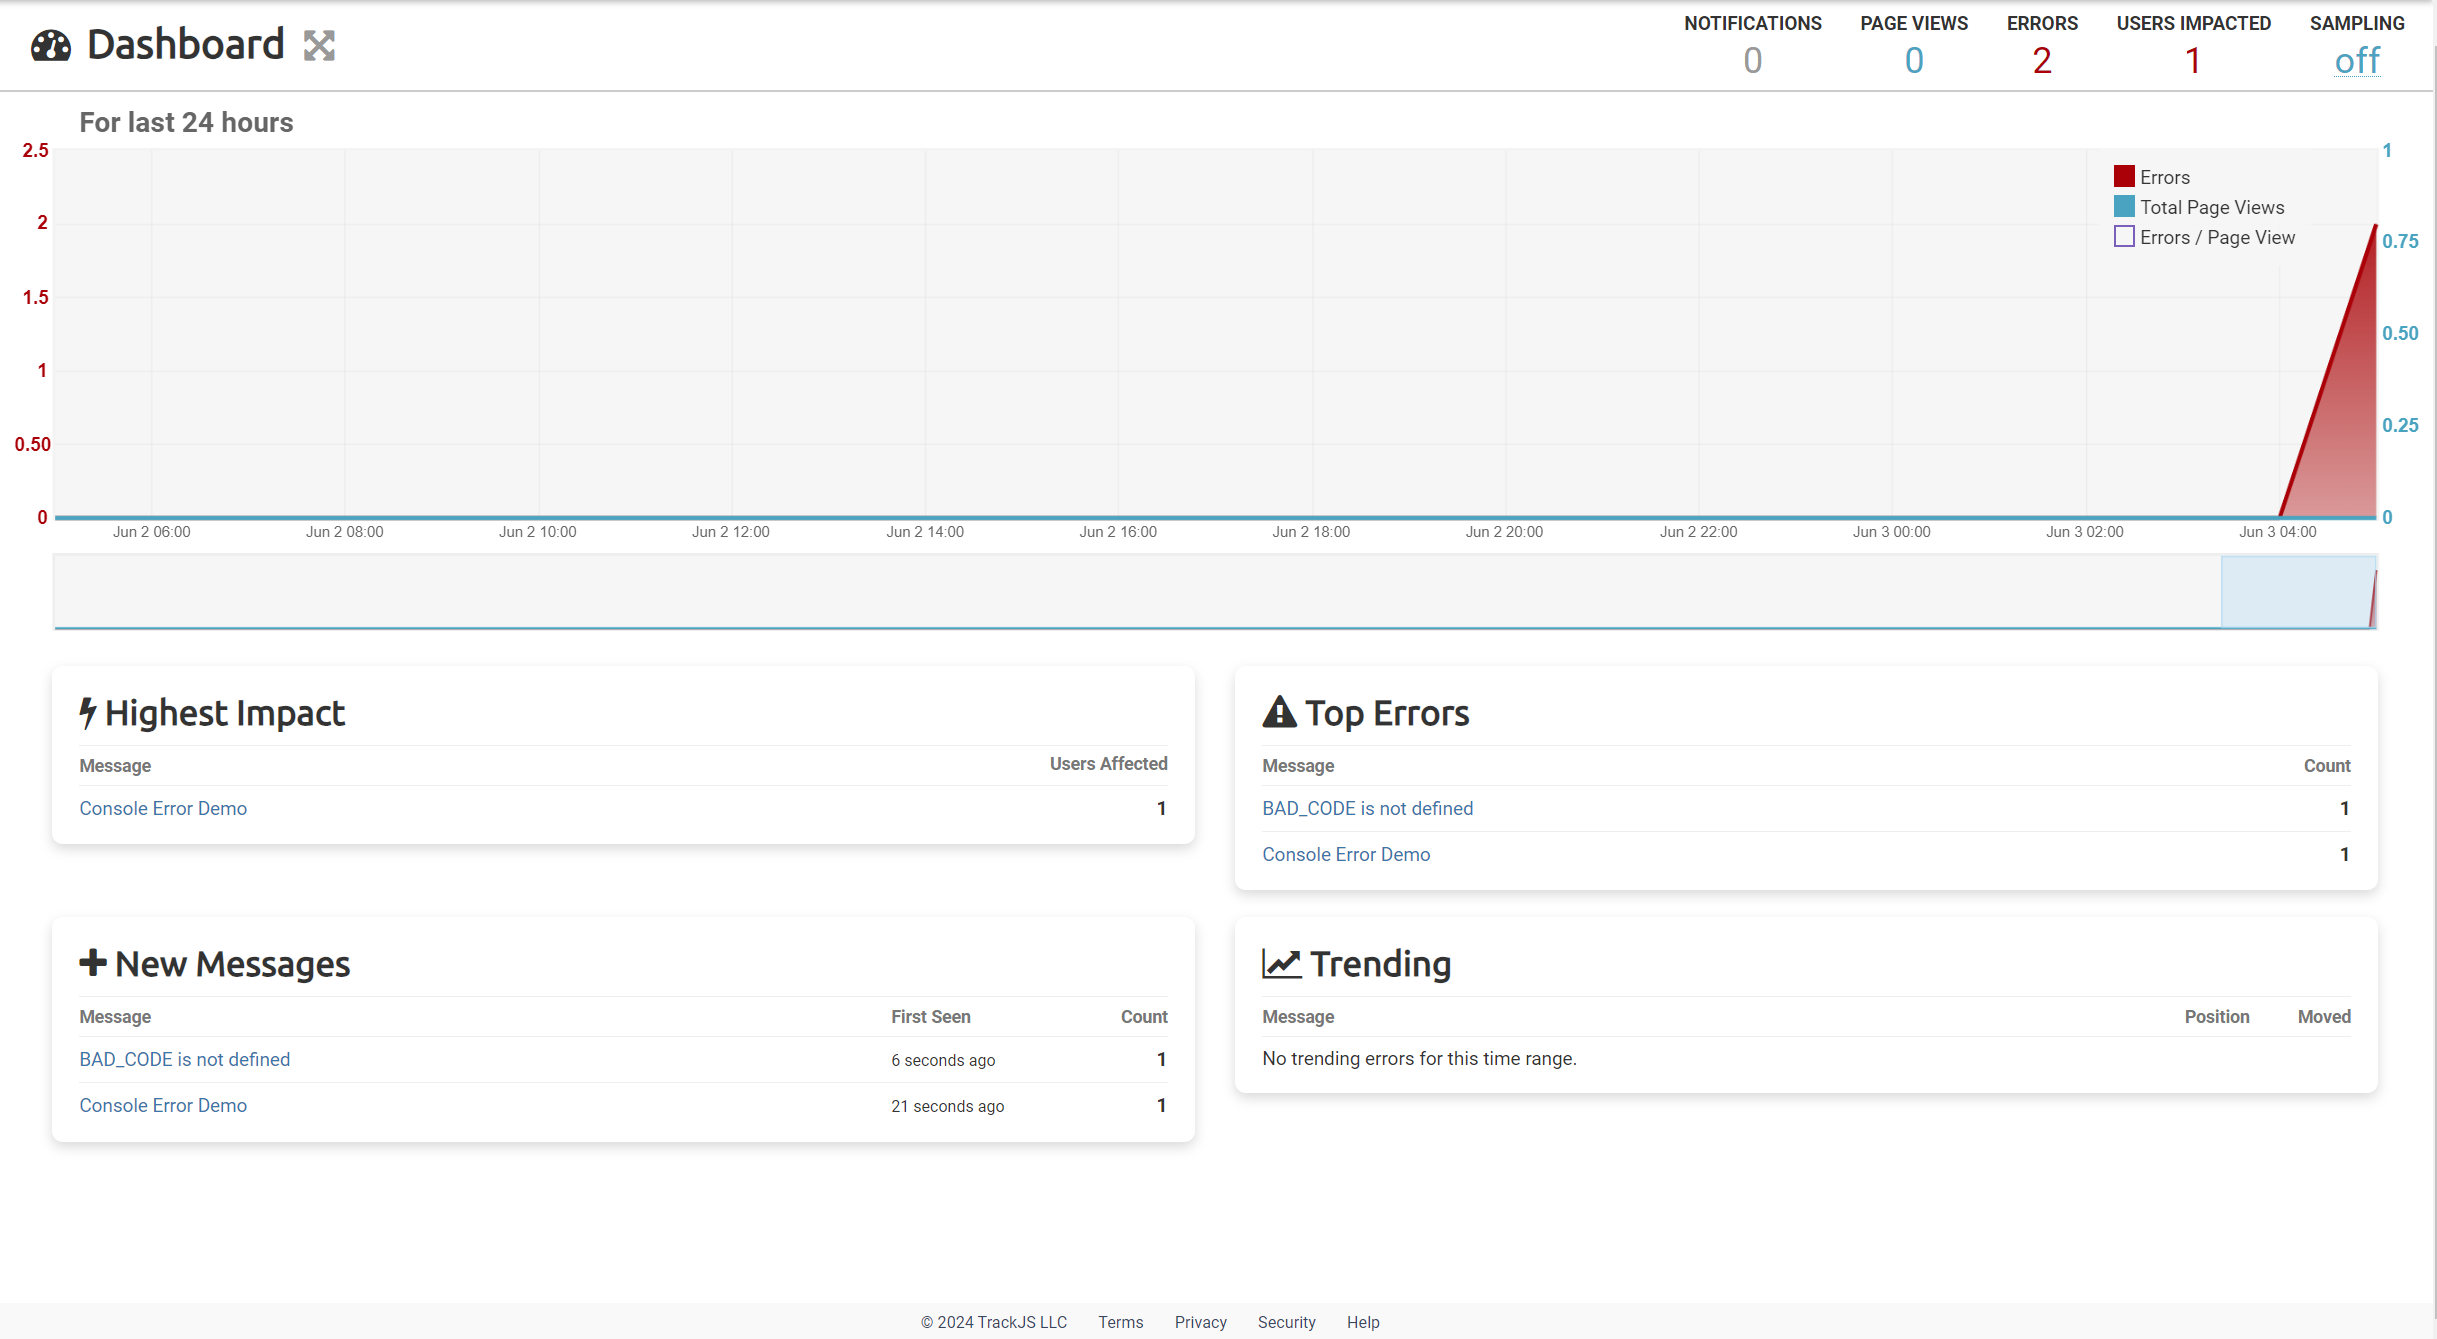 Dashboard
NOTIFICATIONS PAGE VIEWS ERRORS USERS IMPACTED SAMPLING
0 0 2 1 off
For last 24 hours
2.5
2
1.5
1
0.50
0
1
0.75
0.50
0.25
0
Errors
Total Page Views
Errors / Page View
Jun 2 06:00 Jun 2 08:00 Jun 2 10:00 Jun 2 12:00 Jun 2 14:00 Jun 2 16:00 Jun 2 18:00 Jun 2 20:00 Jun 2 22:00 Jun 3 00:00 Jun 3 02:00 Jun 3 04:00
Highest Impact
Message Users Affected
Console Error Demo 1
Top Errors
Message Count
BAD_CODE is not defined 1
Console Error Demo 1
New Messages
Message First Seen Count
BAD_CODE is not defined 6 seconds ago 1
Console Error Demo 21 seconds ago 1
Trending
Message Position Moved
No trending errors for this time range.
© 2024 TrackJS LLC Terms Privacy Security Help